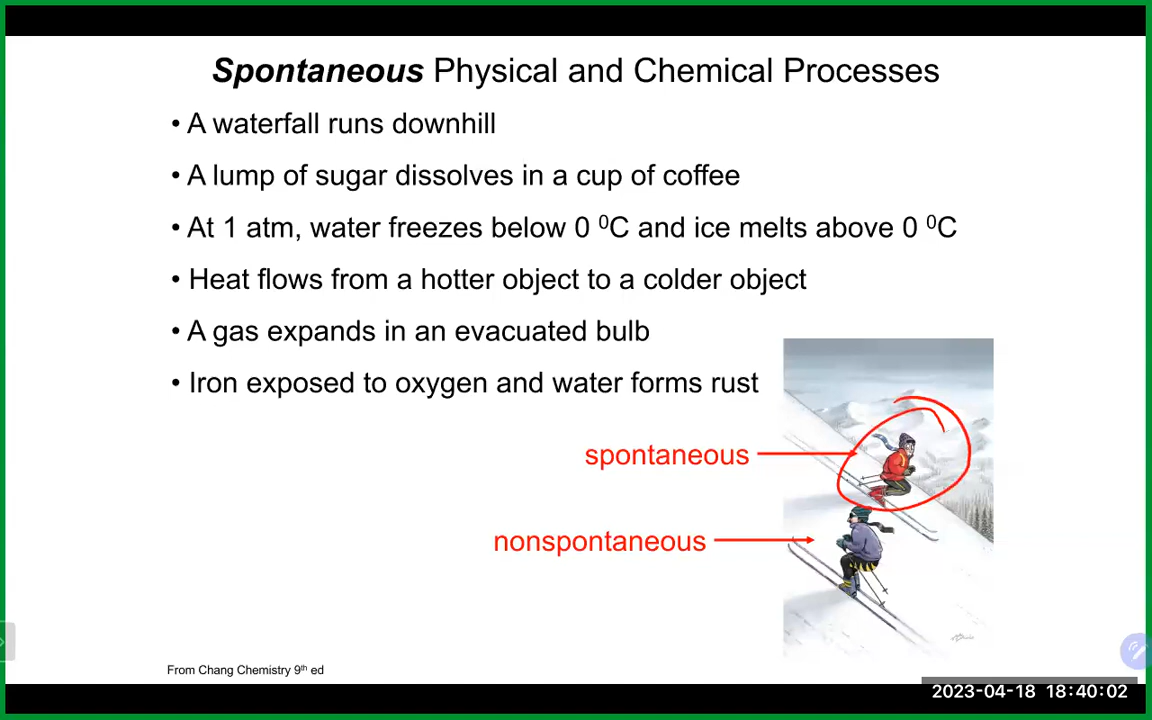 Spontaneous Physical and Chemical Processes
• A waterfall runs downhill
• A lump of sugar dissolves in a cup of coffee
• At 1 atm, water freezes below 0 ⁰C and ice melts above 0 ⁰C
• Heat flows from a hotter object to a colder object
• A gas expands in an evacuated bulb
• Iron exposed to oxygen and water forms rust
spontaneous
nonspontaneous
From Chang Chemistry 9th ed
2023-04-18 18:40:02